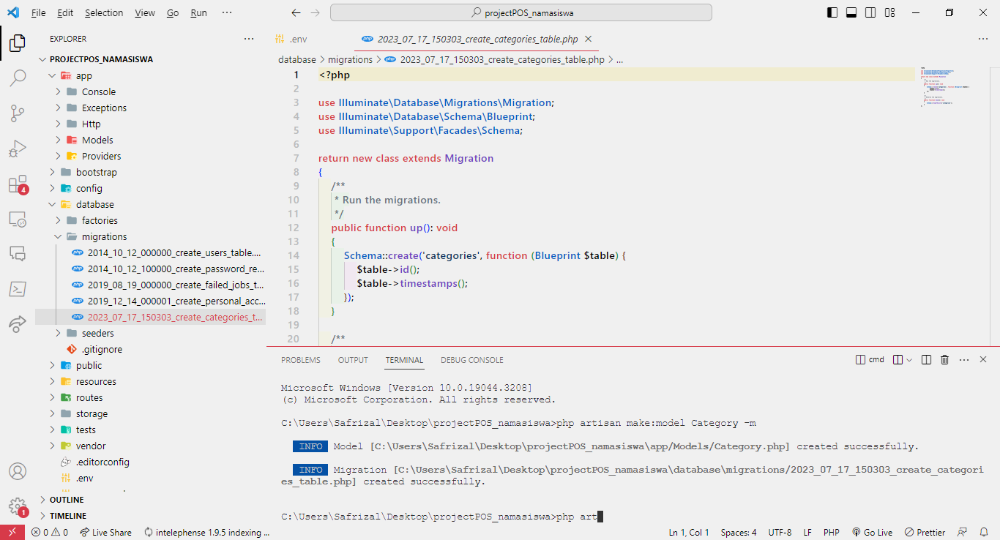 File Edit Selection View Go Run ··· projectPOS_namasiswa
EXPLORER ···
PROJECTPOS_NAMASISWA
app
Console
Exceptions
Http
Models
Providers
bootstrap
config
database
factories
migrations
2014_10_12_000000_create_users_table....
2014_10_12_100000_create_password_re...
2019_08_19_000000_create_failed_jobs_t...
2019_12_14_000001_create_personal_acc...
2023_07_17_150303_create_categories_t...
seeders
.gitignore
public
resources
routes
storage
tests
vendor
.editorconfig
.env
OUTLINE
TIMELINE
4
1
.env 2023_07_17_150303_create_categories_table.php
database > migrations > 2023_07_17_150303_create_categories_table.php > ...
1 <?php
2
3 use Illuminate\Database\Migrations\Migration;
4 use Illuminate\Database\Schema\Blueprint;
5 use Illuminate\Support\Facades\Schema;
6
7 return new class extends Migration
8 {
9 /**
10 * Run the migrations.
11 */
12 public function up(): void
13 {
14 Schema::create('categories', function (Blueprint $table) {
15 $table->id();
16 $table->timestamps();
17 });
18 }
19
20 /**
PROBLEMS OUTPUT TERMINAL DEBUG CONSOLE cmd
Microsoft Windows [Version 10.0.19044.3208]
(c) Microsoft Corporation. All rights reserved.
C:\Users\Safrizal\Desktop\projectPOS_namasiswa>php artisan make:model Category -m
INFO Model [C:\Users\Safrizal\Desktop\projectPOS_namasiswa\app/Models/Category.php] created successfully.
INFO Migration [C:\Users\Safrizal\Desktop\projectPOS_namasiswa\database\migrations/2023_07_17_150303_create_categori
es_table.php] created successfully.
C:\Users\Safrizal\Desktop\projectPOS_namasiswa>php art
0 0 Live Share intelephense 1.9.5 indexing ... Ln 1, Col 1 Spaces: 4 UTF-8 LF PHP Go Live Prettier